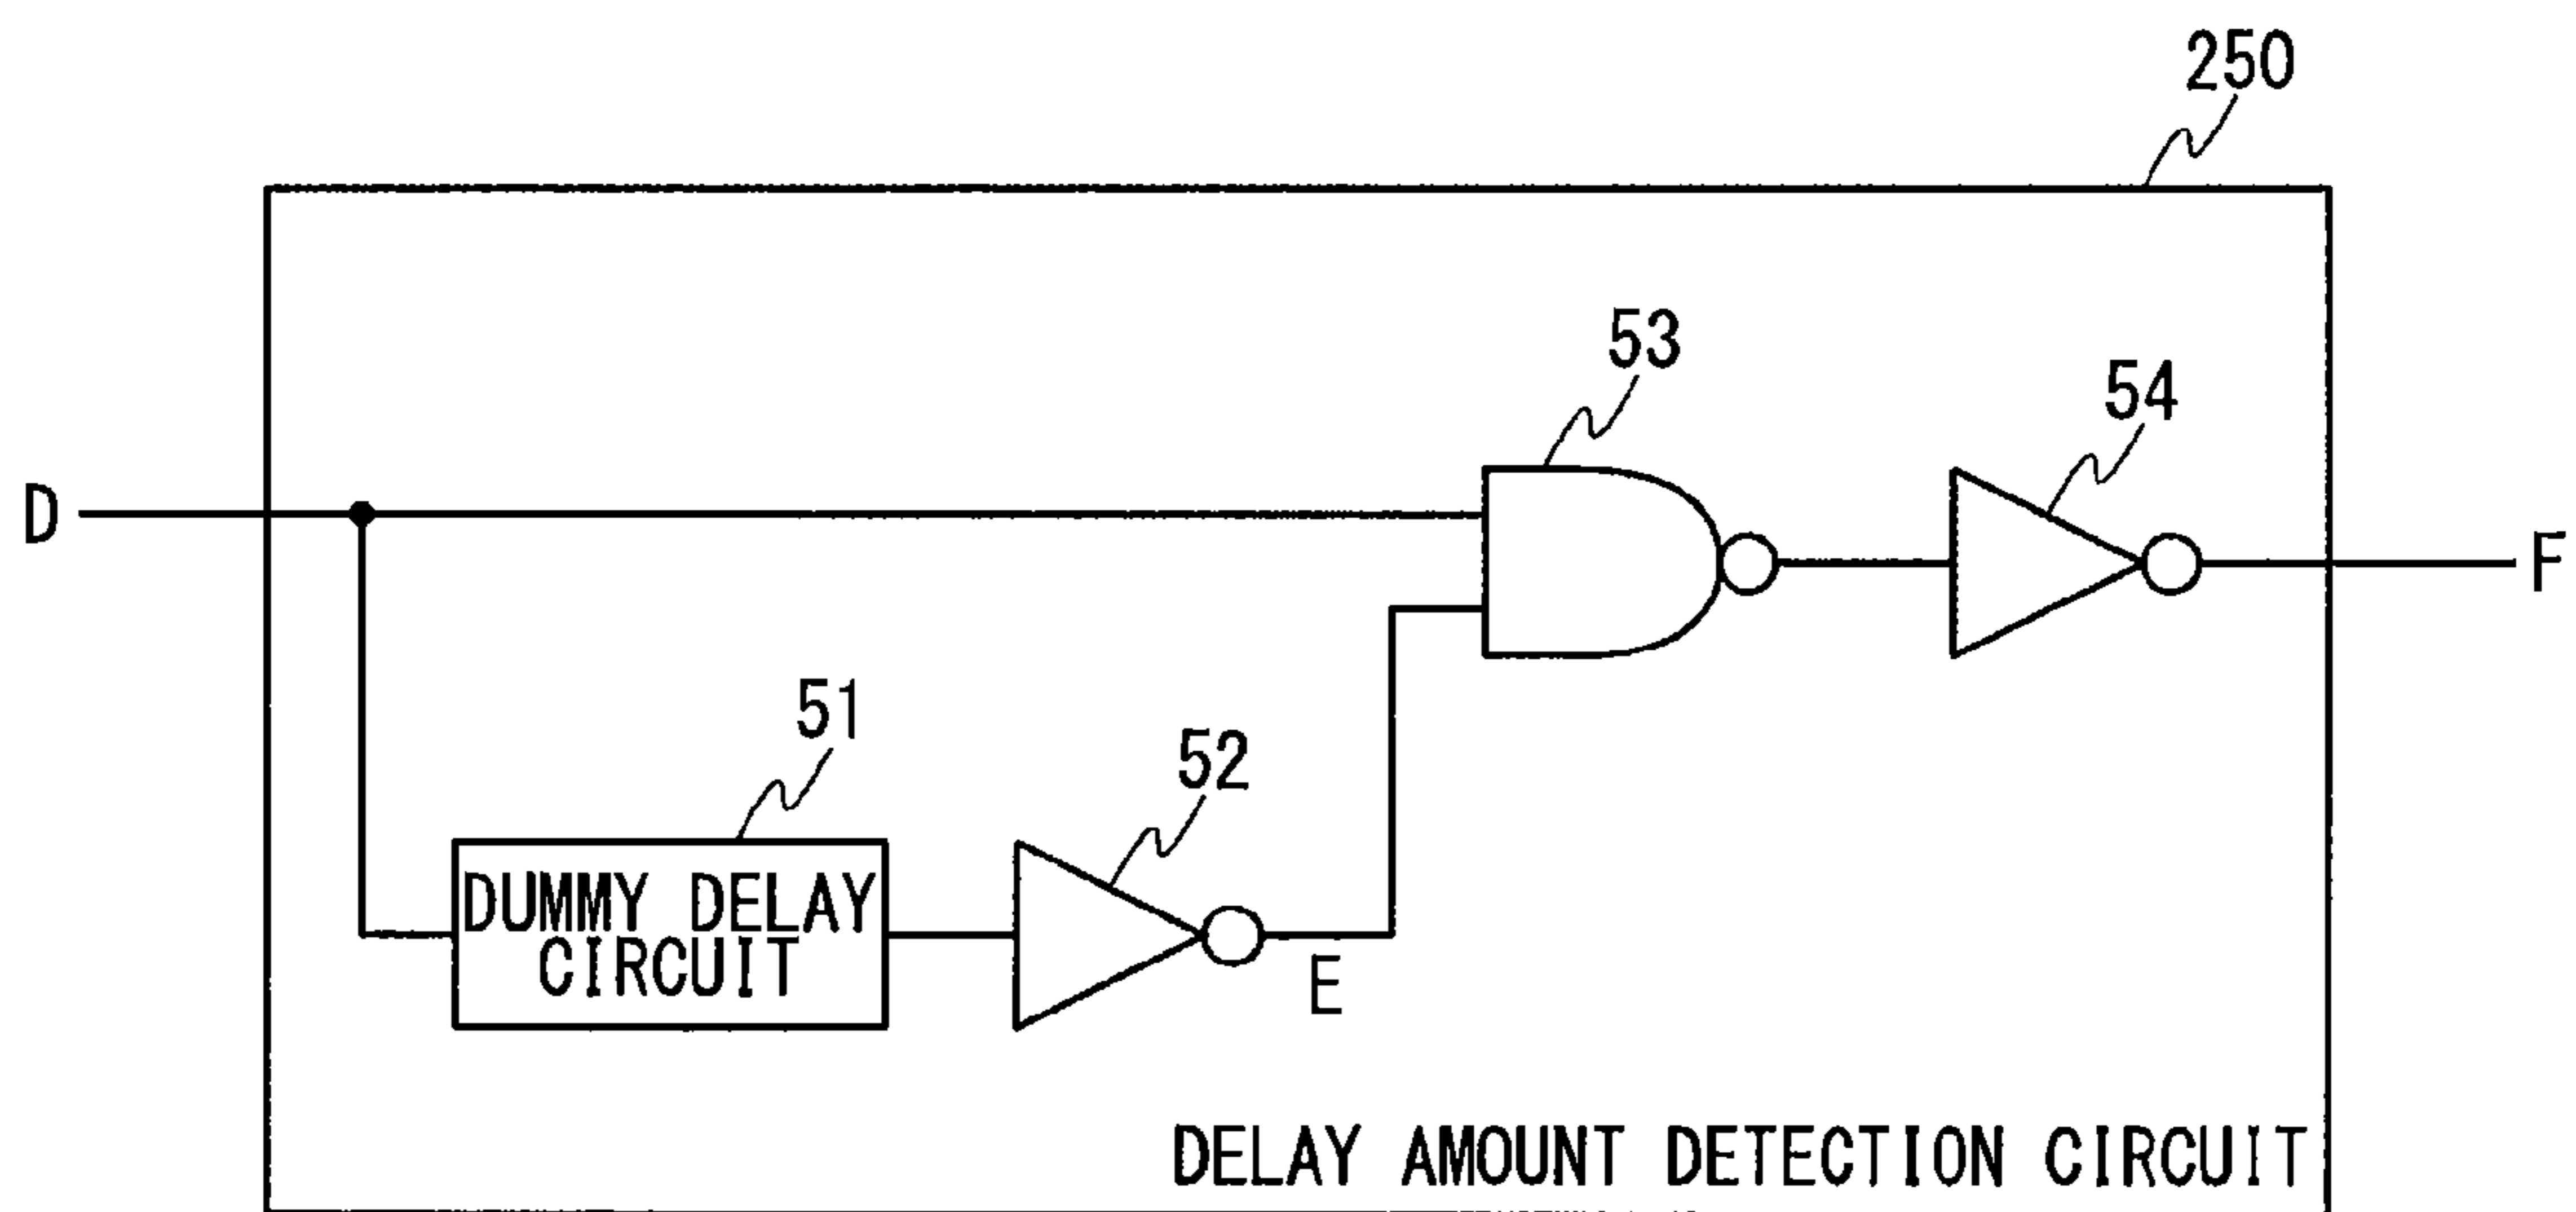 250
53
54
D
F
51
52
DUMMY DELAY
CIRCUIT
E
DELAY AMOUNT DETECTION CIRCUIT